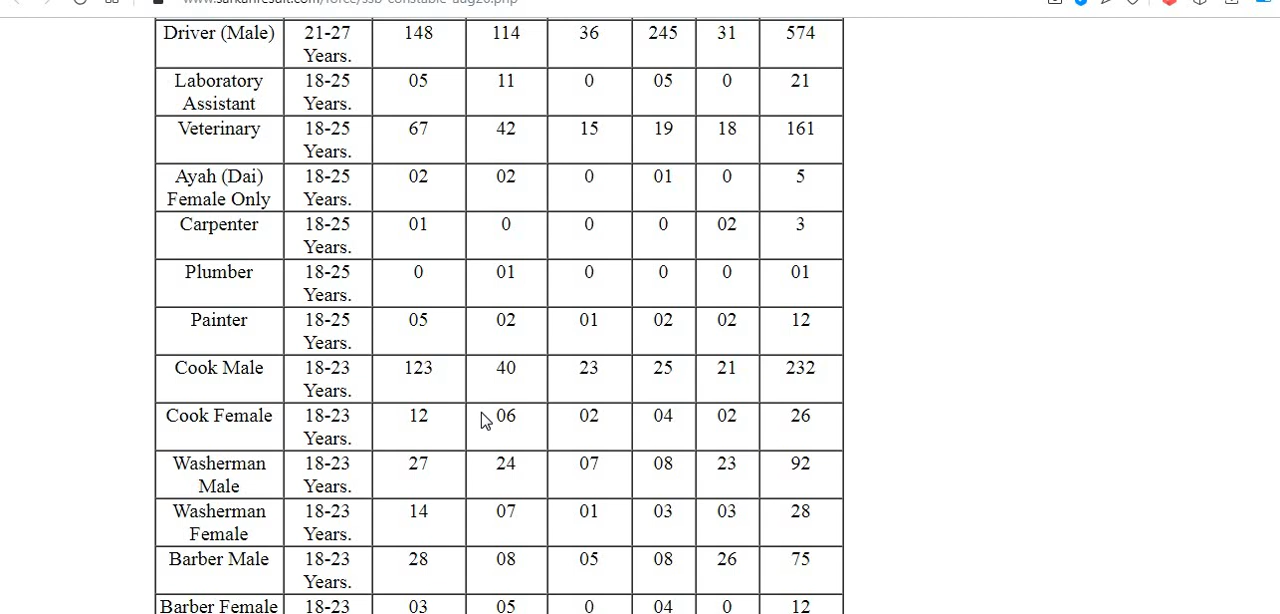 www.sarkariresult.com/force/ssb-constable-aug20.php
Driver (Male) 21-27 148 114 36 245 31 574
Years.
Laboratory 18-25 05 11 0 05 0 21
Assistant Years.
Veterinary 18-25 67 42 15 19 18 161
Years.
Ayah (Dai) 18-25 02 02 0 01 0 5
Female Only Years.
Carpenter 18-25 01 0 0 0 02 3
Years.
Plumber 18-25 0 01 0 0 0 01
Years.
Painter 18-25 05 02 01 02 02 12
Years.
Cook Male 18-23 123 40 23 25 21 232
Years.
Cook Female 18-23 12 06 02 04 02 26
Years.
Washerman 18-23 27 24 07 08 23 92
Male Years.
Washerman 18-23 14 07 01 03 03 28
Female Years.
Barber Male 18-23 28 08 05 08 26 75
Years.
Barber Female 18-23 03 05 0 04 0 12